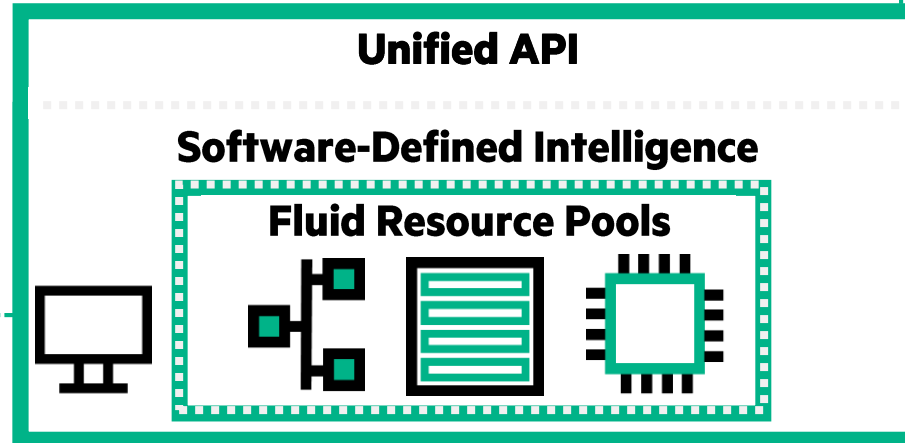 Unified API
Software-Defined Intelligence
Fluid Resource Pools